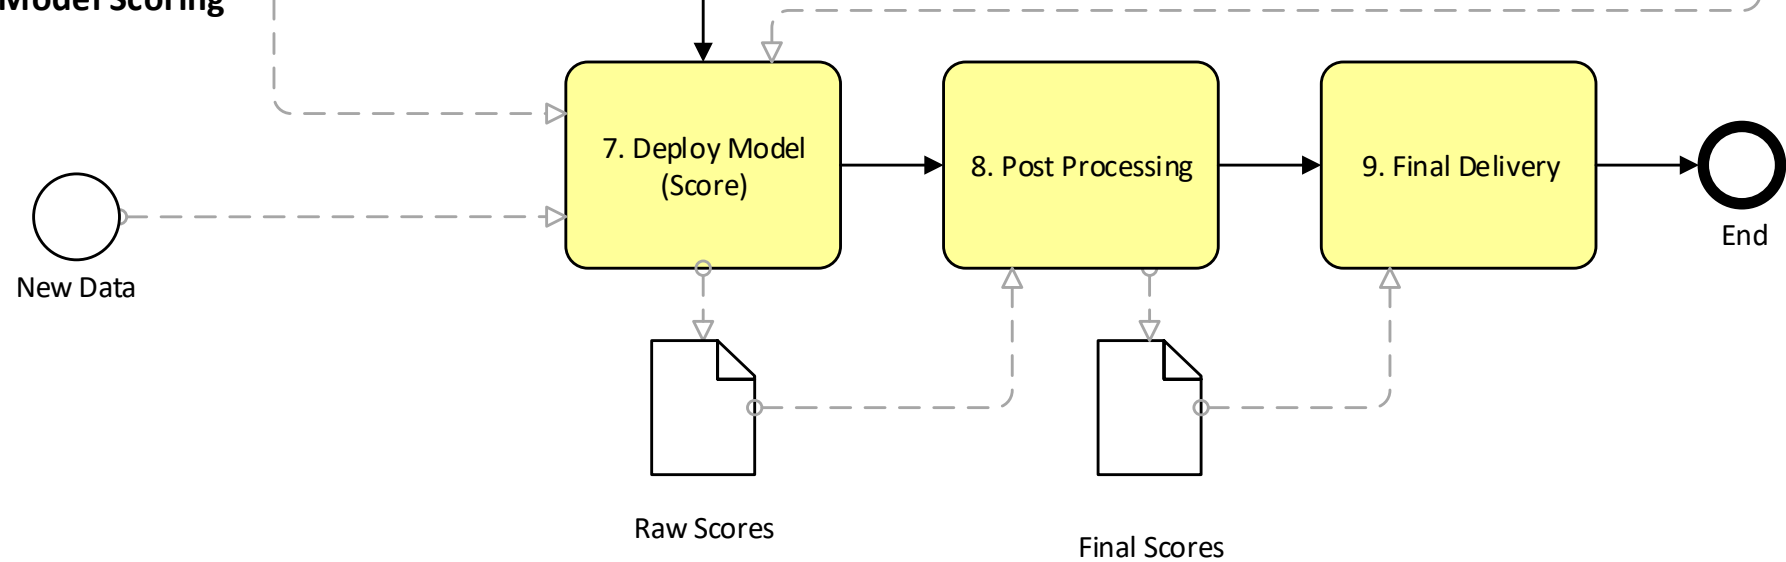 Model Scoring
7. Deploy Model
(Score)
8. Post Processing
9. Final Delivery
End
New Data
Raw Scores
Final Scores